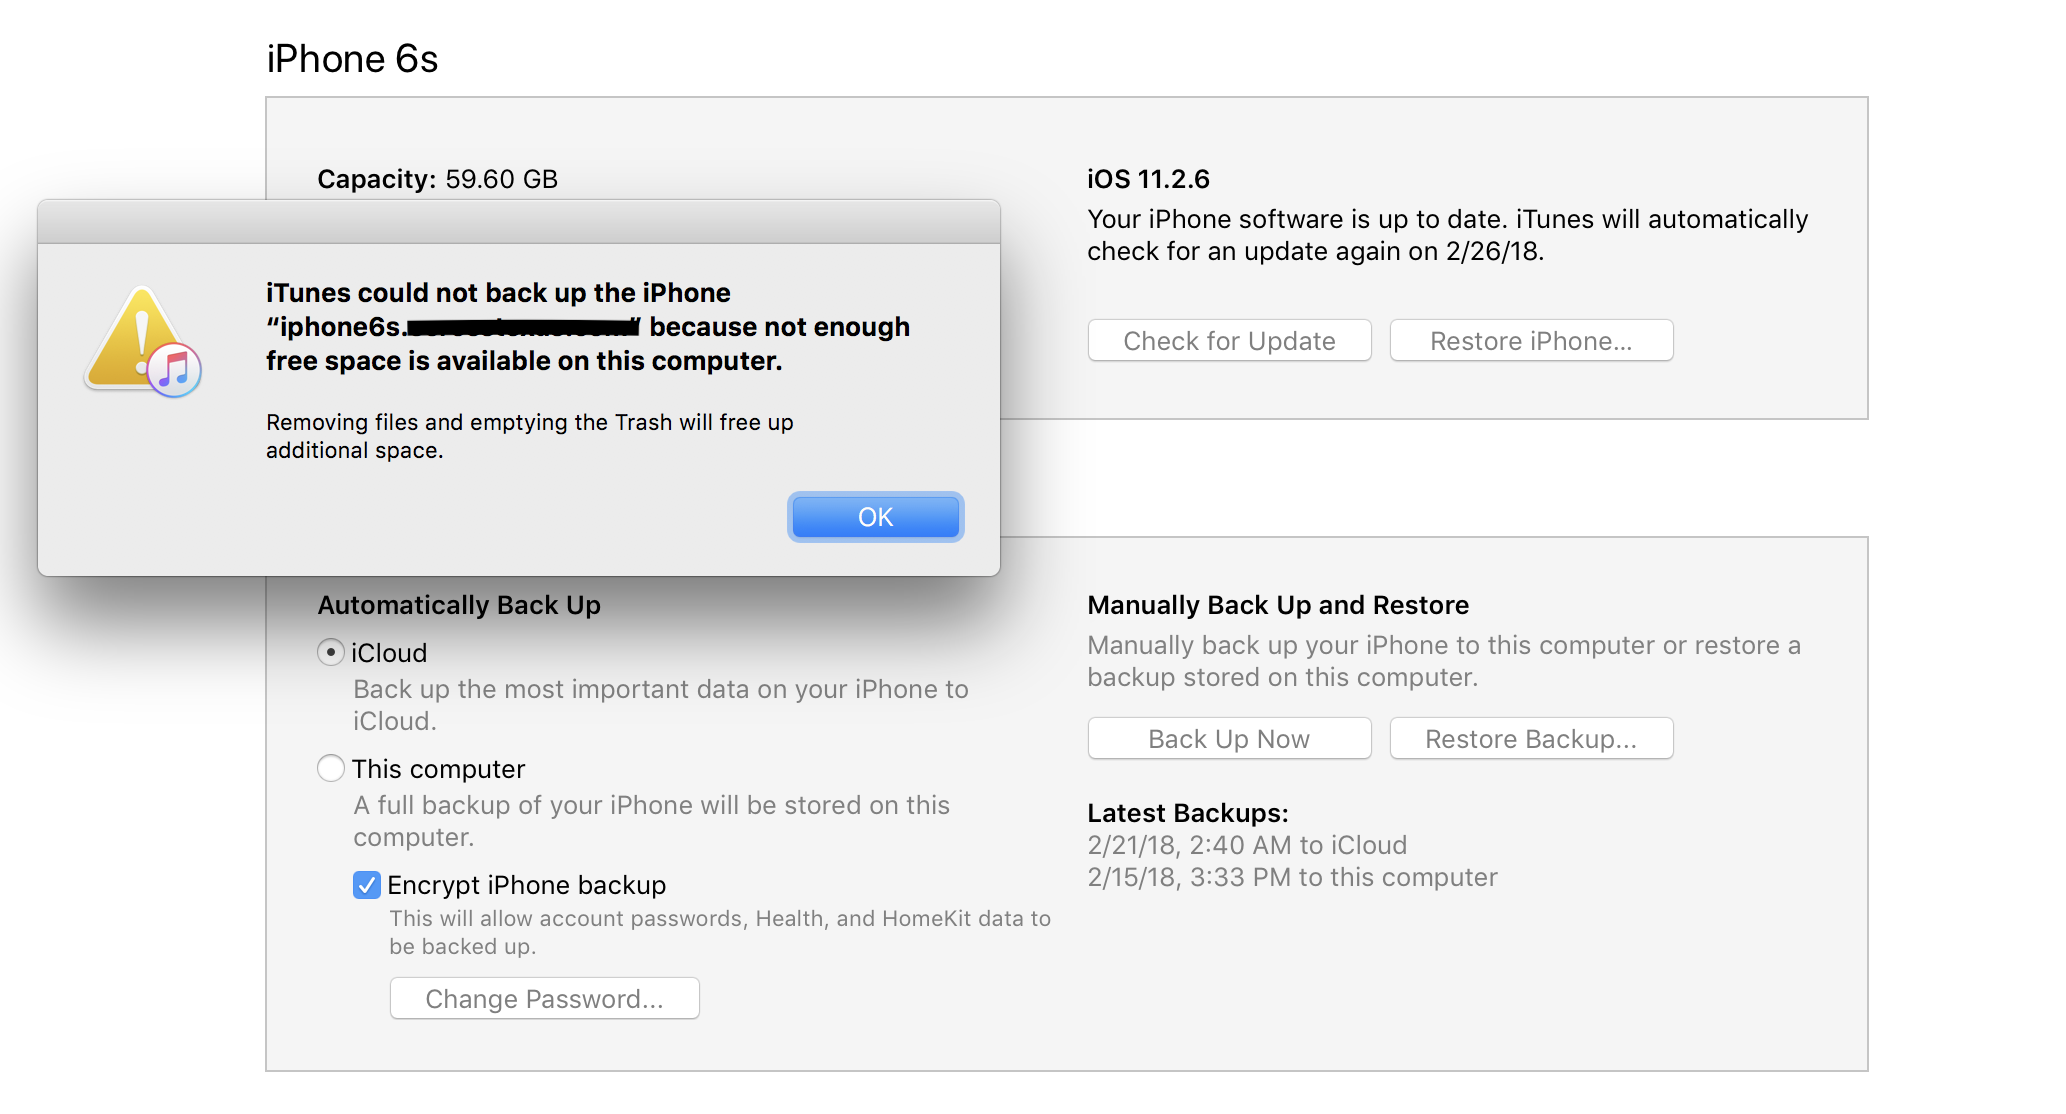 iPhone 6s
Capacity: 59.60 GB
iOS 11.2.6
Your iPhone software is up to date. iTunes will automatically
check for an update again on 2/26/18.
Check for Update
Restore iPhone...
iTunes could not back up the iPhone
“iphone6s. ” because not enough
free space is available on this computer.
Removing files and emptying the Trash will free up
additional space.
OK
Automatically Back Up
iCloud
Back up the most important data on your iPhone to
iCloud.
This computer
A full backup of your iPhone will be stored on this
computer.
Encrypt iPhone backup
This will allow account passwords, Health, and HomeKit data to
be backed up.
Change Password...
Manually Back Up and Restore
Manually back up your iPhone to this computer or restore a
backup stored on this computer.
Back Up Now
Restore Backup...
Latest Backups:
2/21/18, 2:40 AM to iCloud
2/15/18, 3:33 PM to this computer